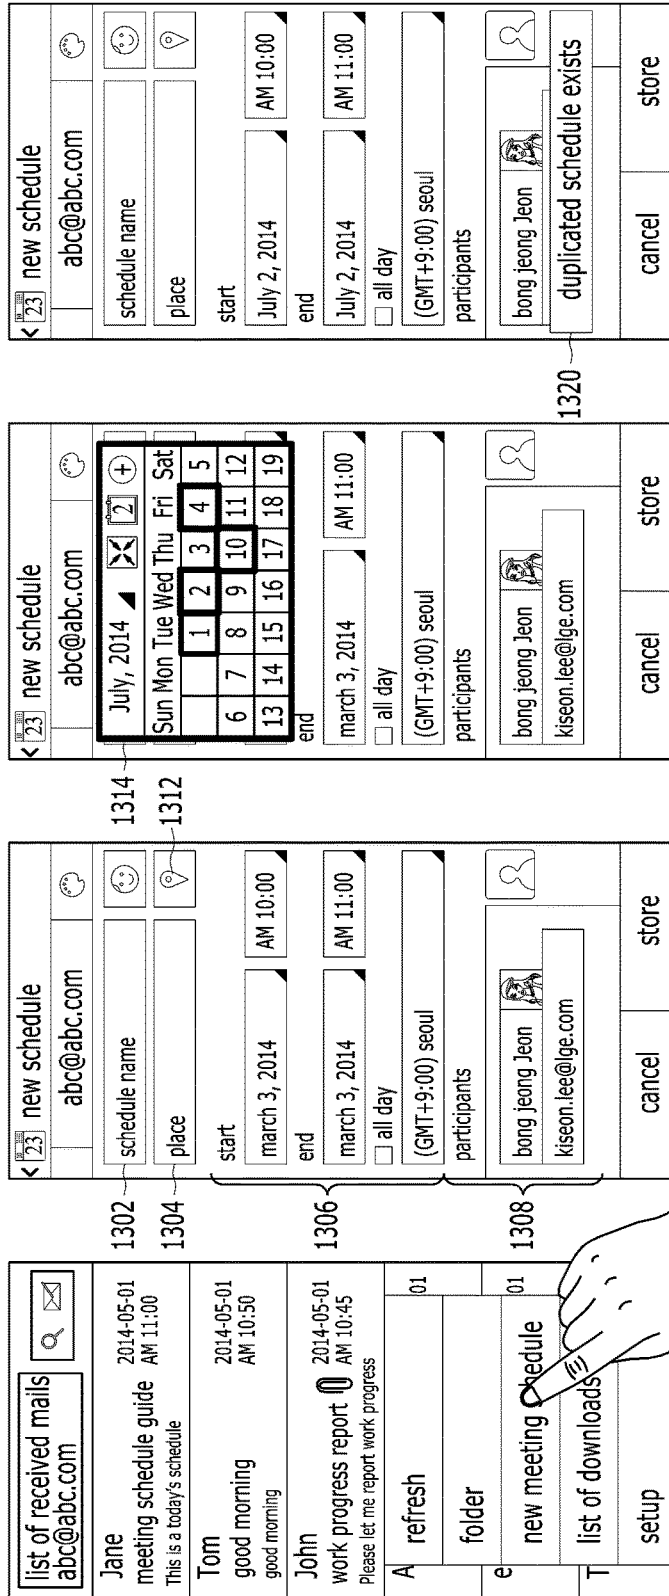 list of received mails
abc@abc.com
Jane
2014-05-01
meeting schedule guide
AM 11:00
This is a today's schedule
Tom
2014-05-01
good morning
AM 10:50
good morning
John
2014-05-01
work progress report
AM 10:45
Please let me report work progress
A
refresh
01
folder
e
new meeting schedule
01
T
list of downloads
setup
< 23 new schedule
abc@abc.com
1302
schedule name
1304
place
1312
start
march 3, 2014
AM 10:00
1306
end
march 3, 2014
AM 11:00
all day
(GMT+9:00) seoul
participants
1308
bong jeong Jeon
kiseon.lee@lge.com
cancel
store
< 23 new schedule
abc@abc.com
1314
July, 2014
2
+
Sun Mon Tue Wed Thu Fri Sat
1 2 3 4 5
6 7 8 9 10 11 12
13 14 15 16 17 18 19
end
march 3, 2014
AM 11:00
all day
(GMT+9:00) seoul
participants
bong jeong Jeon
kiseon.lee@lge.com
cancel
store
< 23 new schedule
abc@abc.com
schedule name
place
start
July 2, 2014
AM 10:00
end
July 2, 2014
AM 11:00
all day
(GMT+9:00) seoul
participants
bong jeong Jeon
1320
duplicated schedule exists
cancel
store